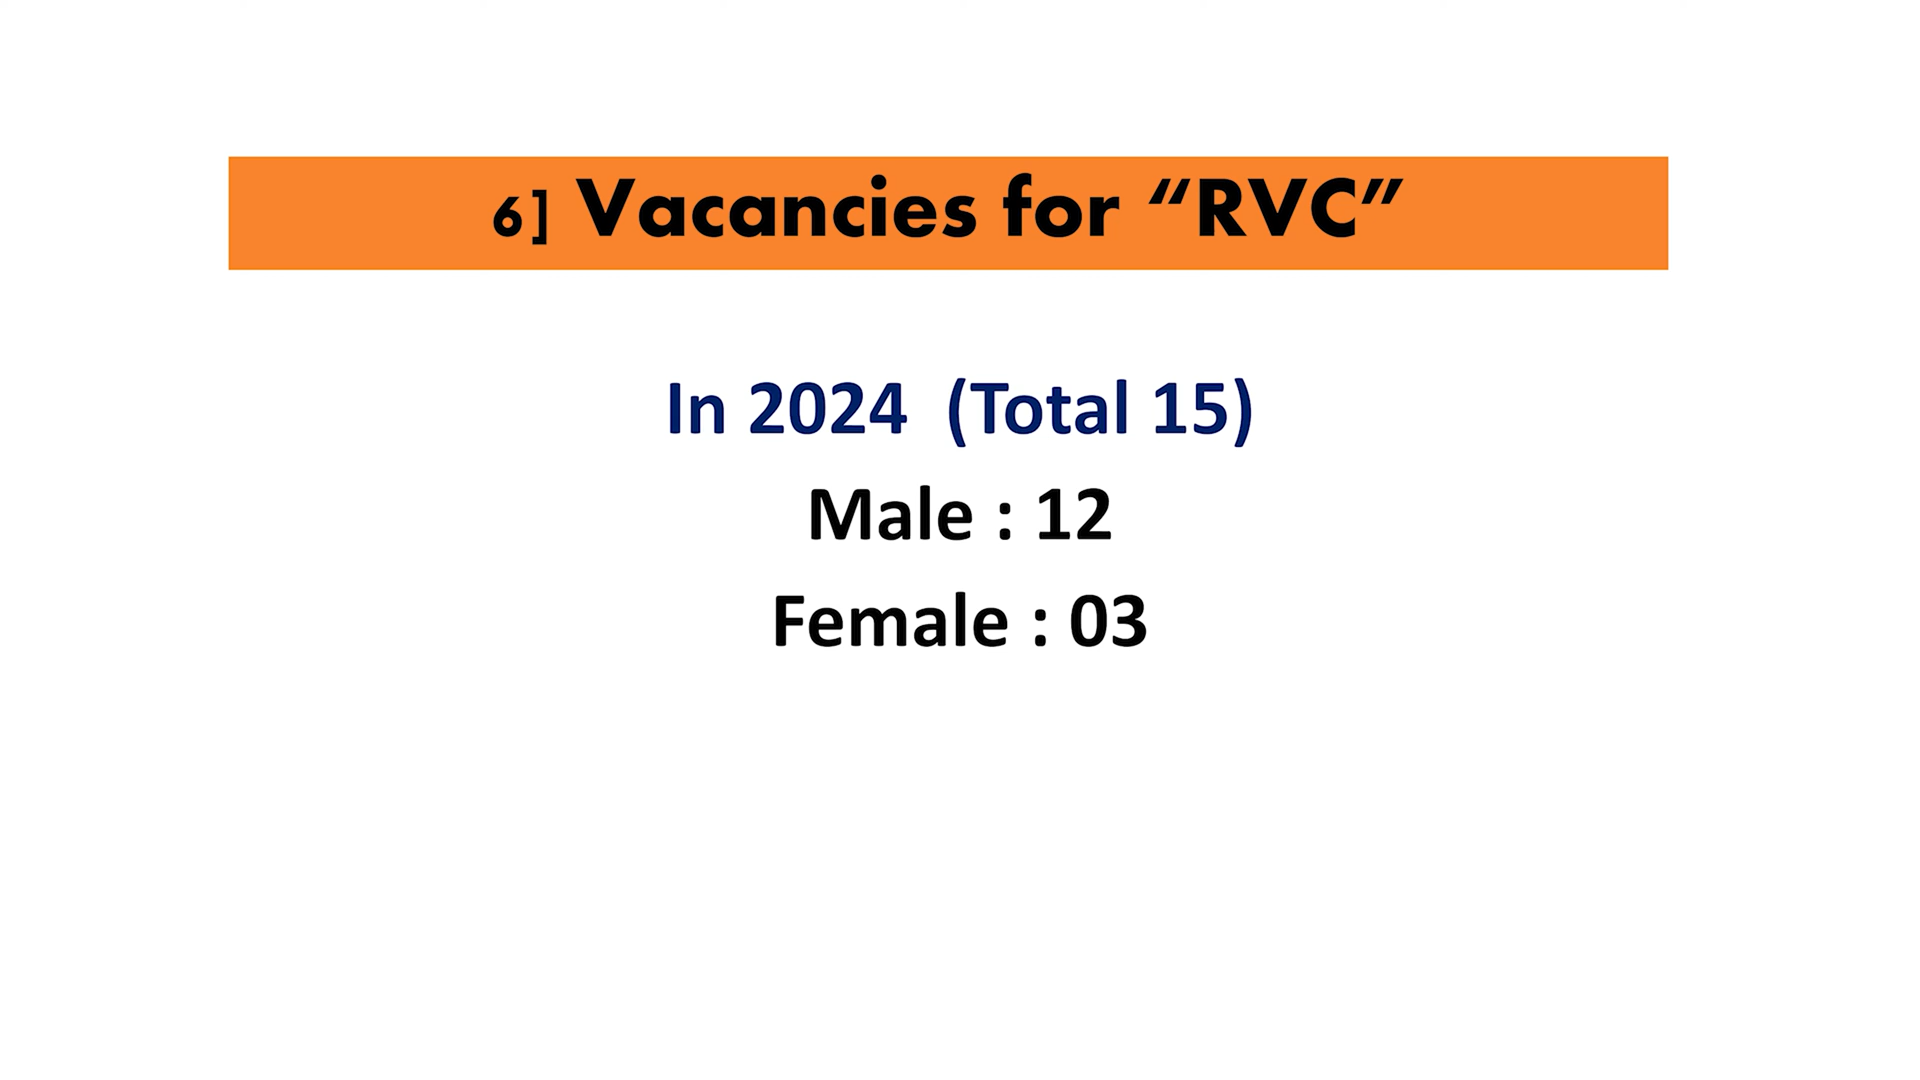 6] Vacancies for “RVC”
In 2024 (Total 15)
Male : 12
Female : 03